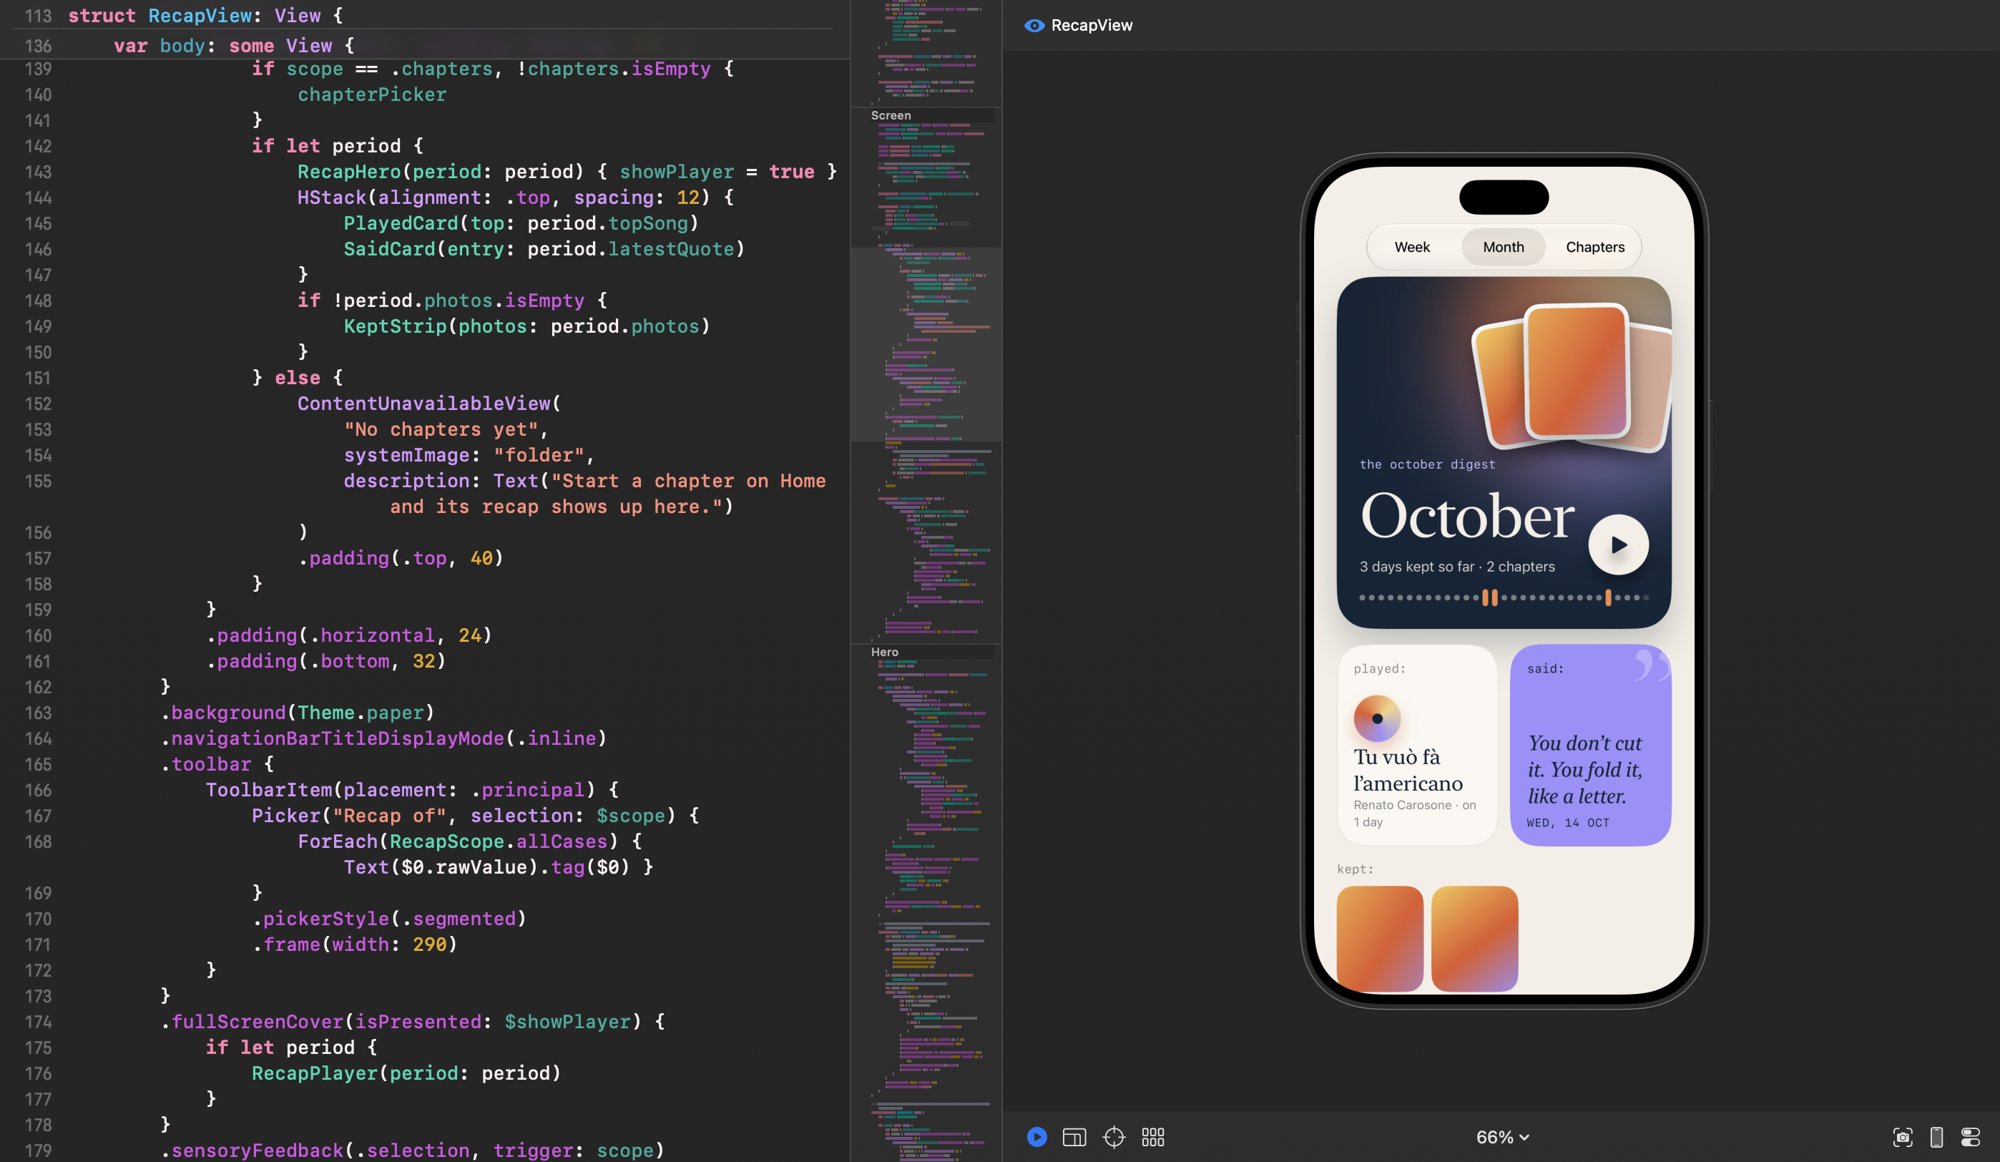 113 struct RecapView: View {
136     var body: some View {
139                 if scope == .chapters, !chapters.isEmpty {
140                     chapterPicker
141                 }
142                 if let period {
143                     RecapHero(period: period) { showPlayer = true }
144                     HStack(alignment: .top, spacing: 12) {
145                         PlayedCard(top: period.topSong)
146                         SaidCard(entry: period.latestQuote)
147                     }
148                     if !period.photos.isEmpty {
149                         KeptStrip(photos: period.photos)
150                     }
151                 } else {
152                     ContentUnavailableView(
153                         "No chapters yet",
154                         systemImage: "folder",
155                         description: Text("Start a chapter on Home
                            and its recap shows up here.")
156                     )
157                     .padding(.top, 40)
158                 }
159             }
160             .padding(.horizontal, 24)
161             .padding(.bottom, 32)
162         }
163         .background(Theme.paper)
164         .navigationBarTitleDisplayMode(.inline)
165         .toolbar {
166             ToolbarItem(placement: .principal) {
167                 Picker("Recap of", selection: $scope) {
168                     ForEach(RecapScope.allCases) {
                        Text($0.rawValue).tag($0) }
169                 }
170                 .pickerStyle(.segmented)
171                 .frame(width: 290)
172             }
173         }
174         .fullScreenCover(isPresented: $showPlayer) {
175             if let period {
176                 RecapPlayer(period: period)
177             }
178         }
179         .sensoryFeedback(.selection, trigger: scope)
Screen
Hero
RecapView
Week Month Chapters
the october digest
October
3 days kept so far · 2 chapters
played:
Tu vuò fà
l’americano
Renato Carosone · on
1 day
said:
”
You don’t cut
it. You fold it,
like a letter.
WED, 14 OCT
kept:
66%